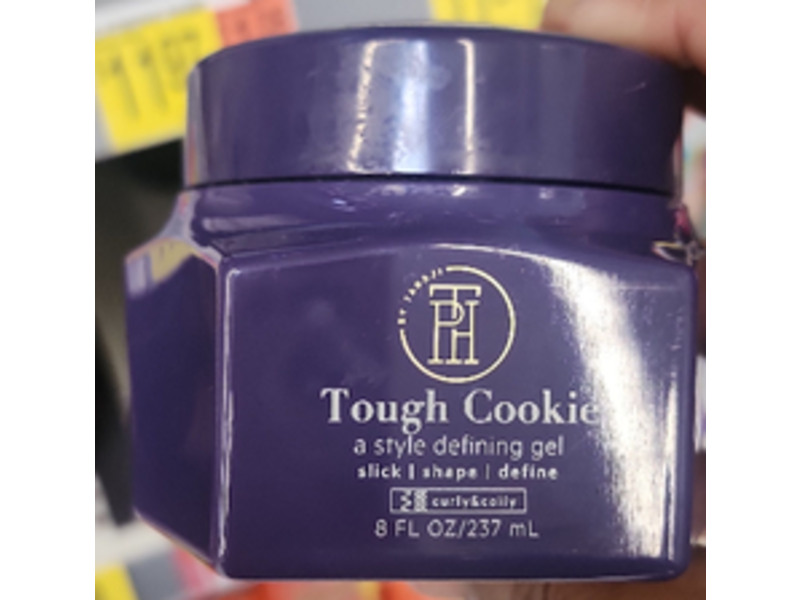 BY TARAJI
TPH
Tough Cookie
a style defining gel
slick | shape | define
curly&coily
8 FL OZ/237 mL